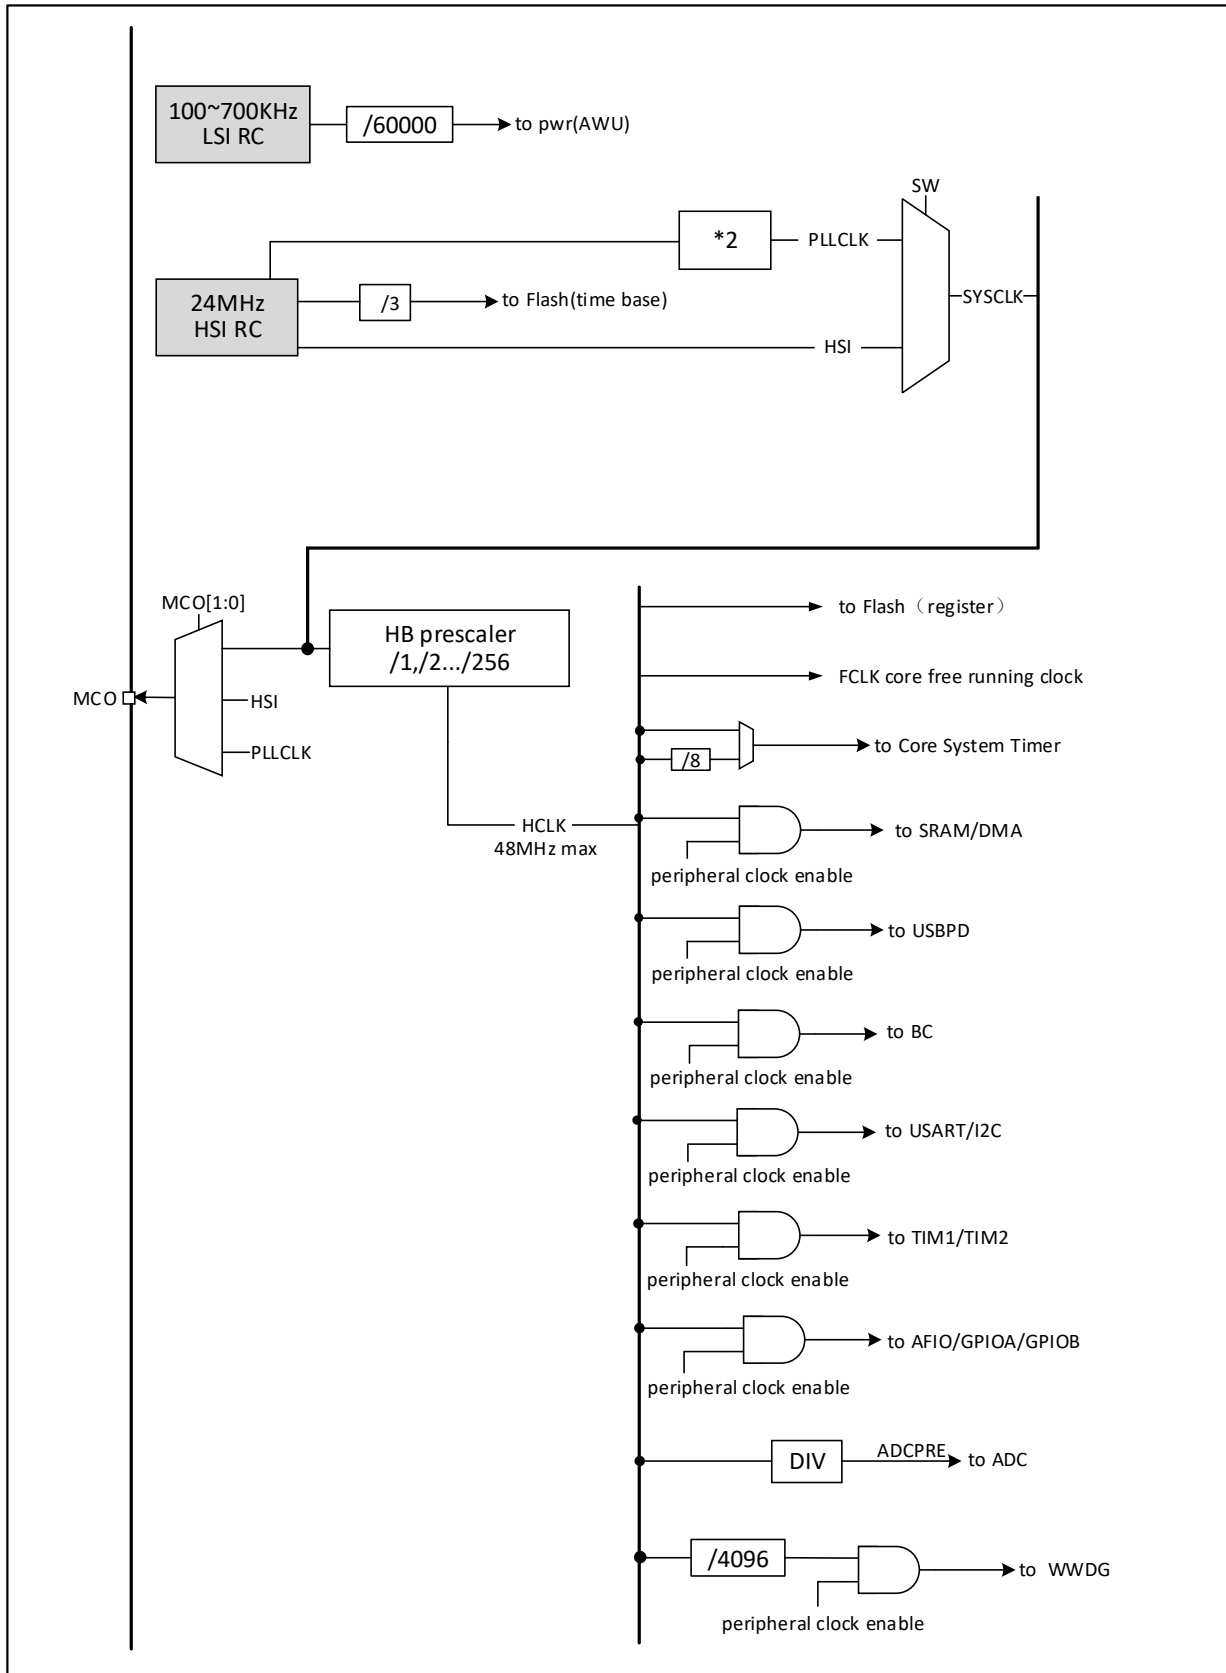 100~700KHz
LSI RC
/60000
to pwr(AWU)
SW
*2
PLLCLK
24MHz
HSI RC
/3
to Flash(time base)
SYSCLK
HSI
MCO[1:0]
HB prescaler
/1,/2.../256
to Flash（register）
FCLK core free running clock
MCO
HSI
PLLCLK
to Core System Timer
/8
HCLK
48MHz max
to SRAM/DMA
peripheral clock enable
to USBPD
peripheral clock enable
to BC
peripheral clock enable
to USART/I2C
peripheral clock enable
to TIM1/TIM2
peripheral clock enable
to AFIO/GPIOA/GPIOB
peripheral clock enable
DIV
ADCPRE
to ADC
/4096
to WWDG
peripheral clock enable